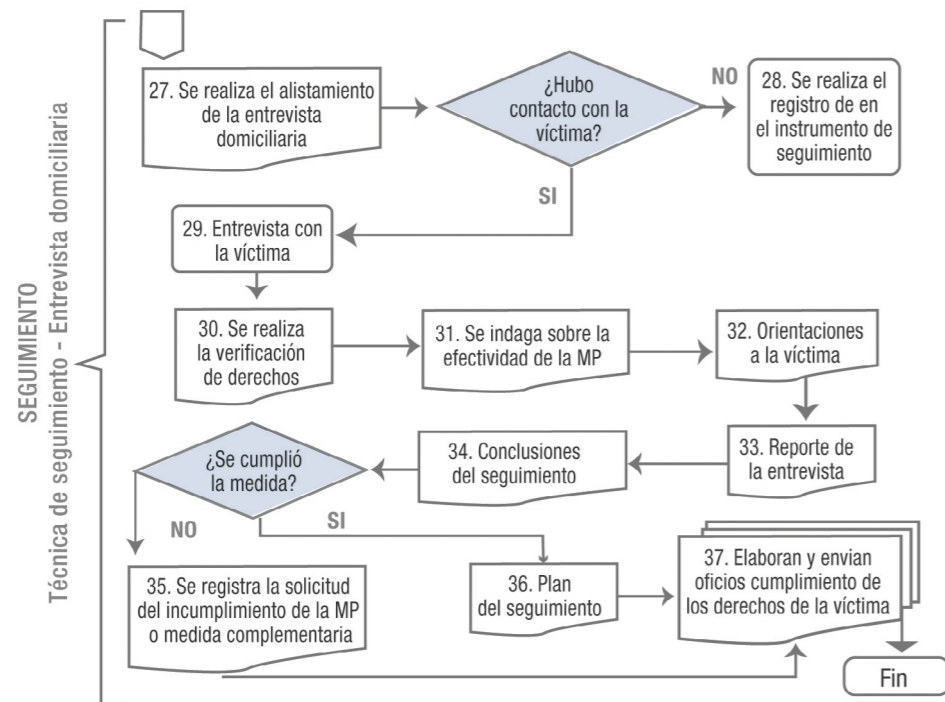 SEGUIMIENTO
Técnica de seguimiento - Entrevista domiciliaria
27. Se realiza el alistamiento
de la entrevista
domiciliaria
¿Hubo
contacto con la
víctima?
NO
28. Se realiza el
registro de en
el instrumento de
seguimiento
SI
29. Entrevista con
la víctima
30. Se realiza
la verificación
de derechos
31. Se indaga sobre la
efectividad de la MP
32. Orientaciones
a la víctima
33. Reporte de
la entrevista
34. Conclusiones
del seguimiento
¿Se cumplió
la medida?
NO
SI
35. Se registra la solicitud
del incumplimiento de la MP
o medida complementaria
36. Plan
del seguimiento
37. Elaboran y envian
oficios cumplimiento de
los derechos de la víctima
Fin